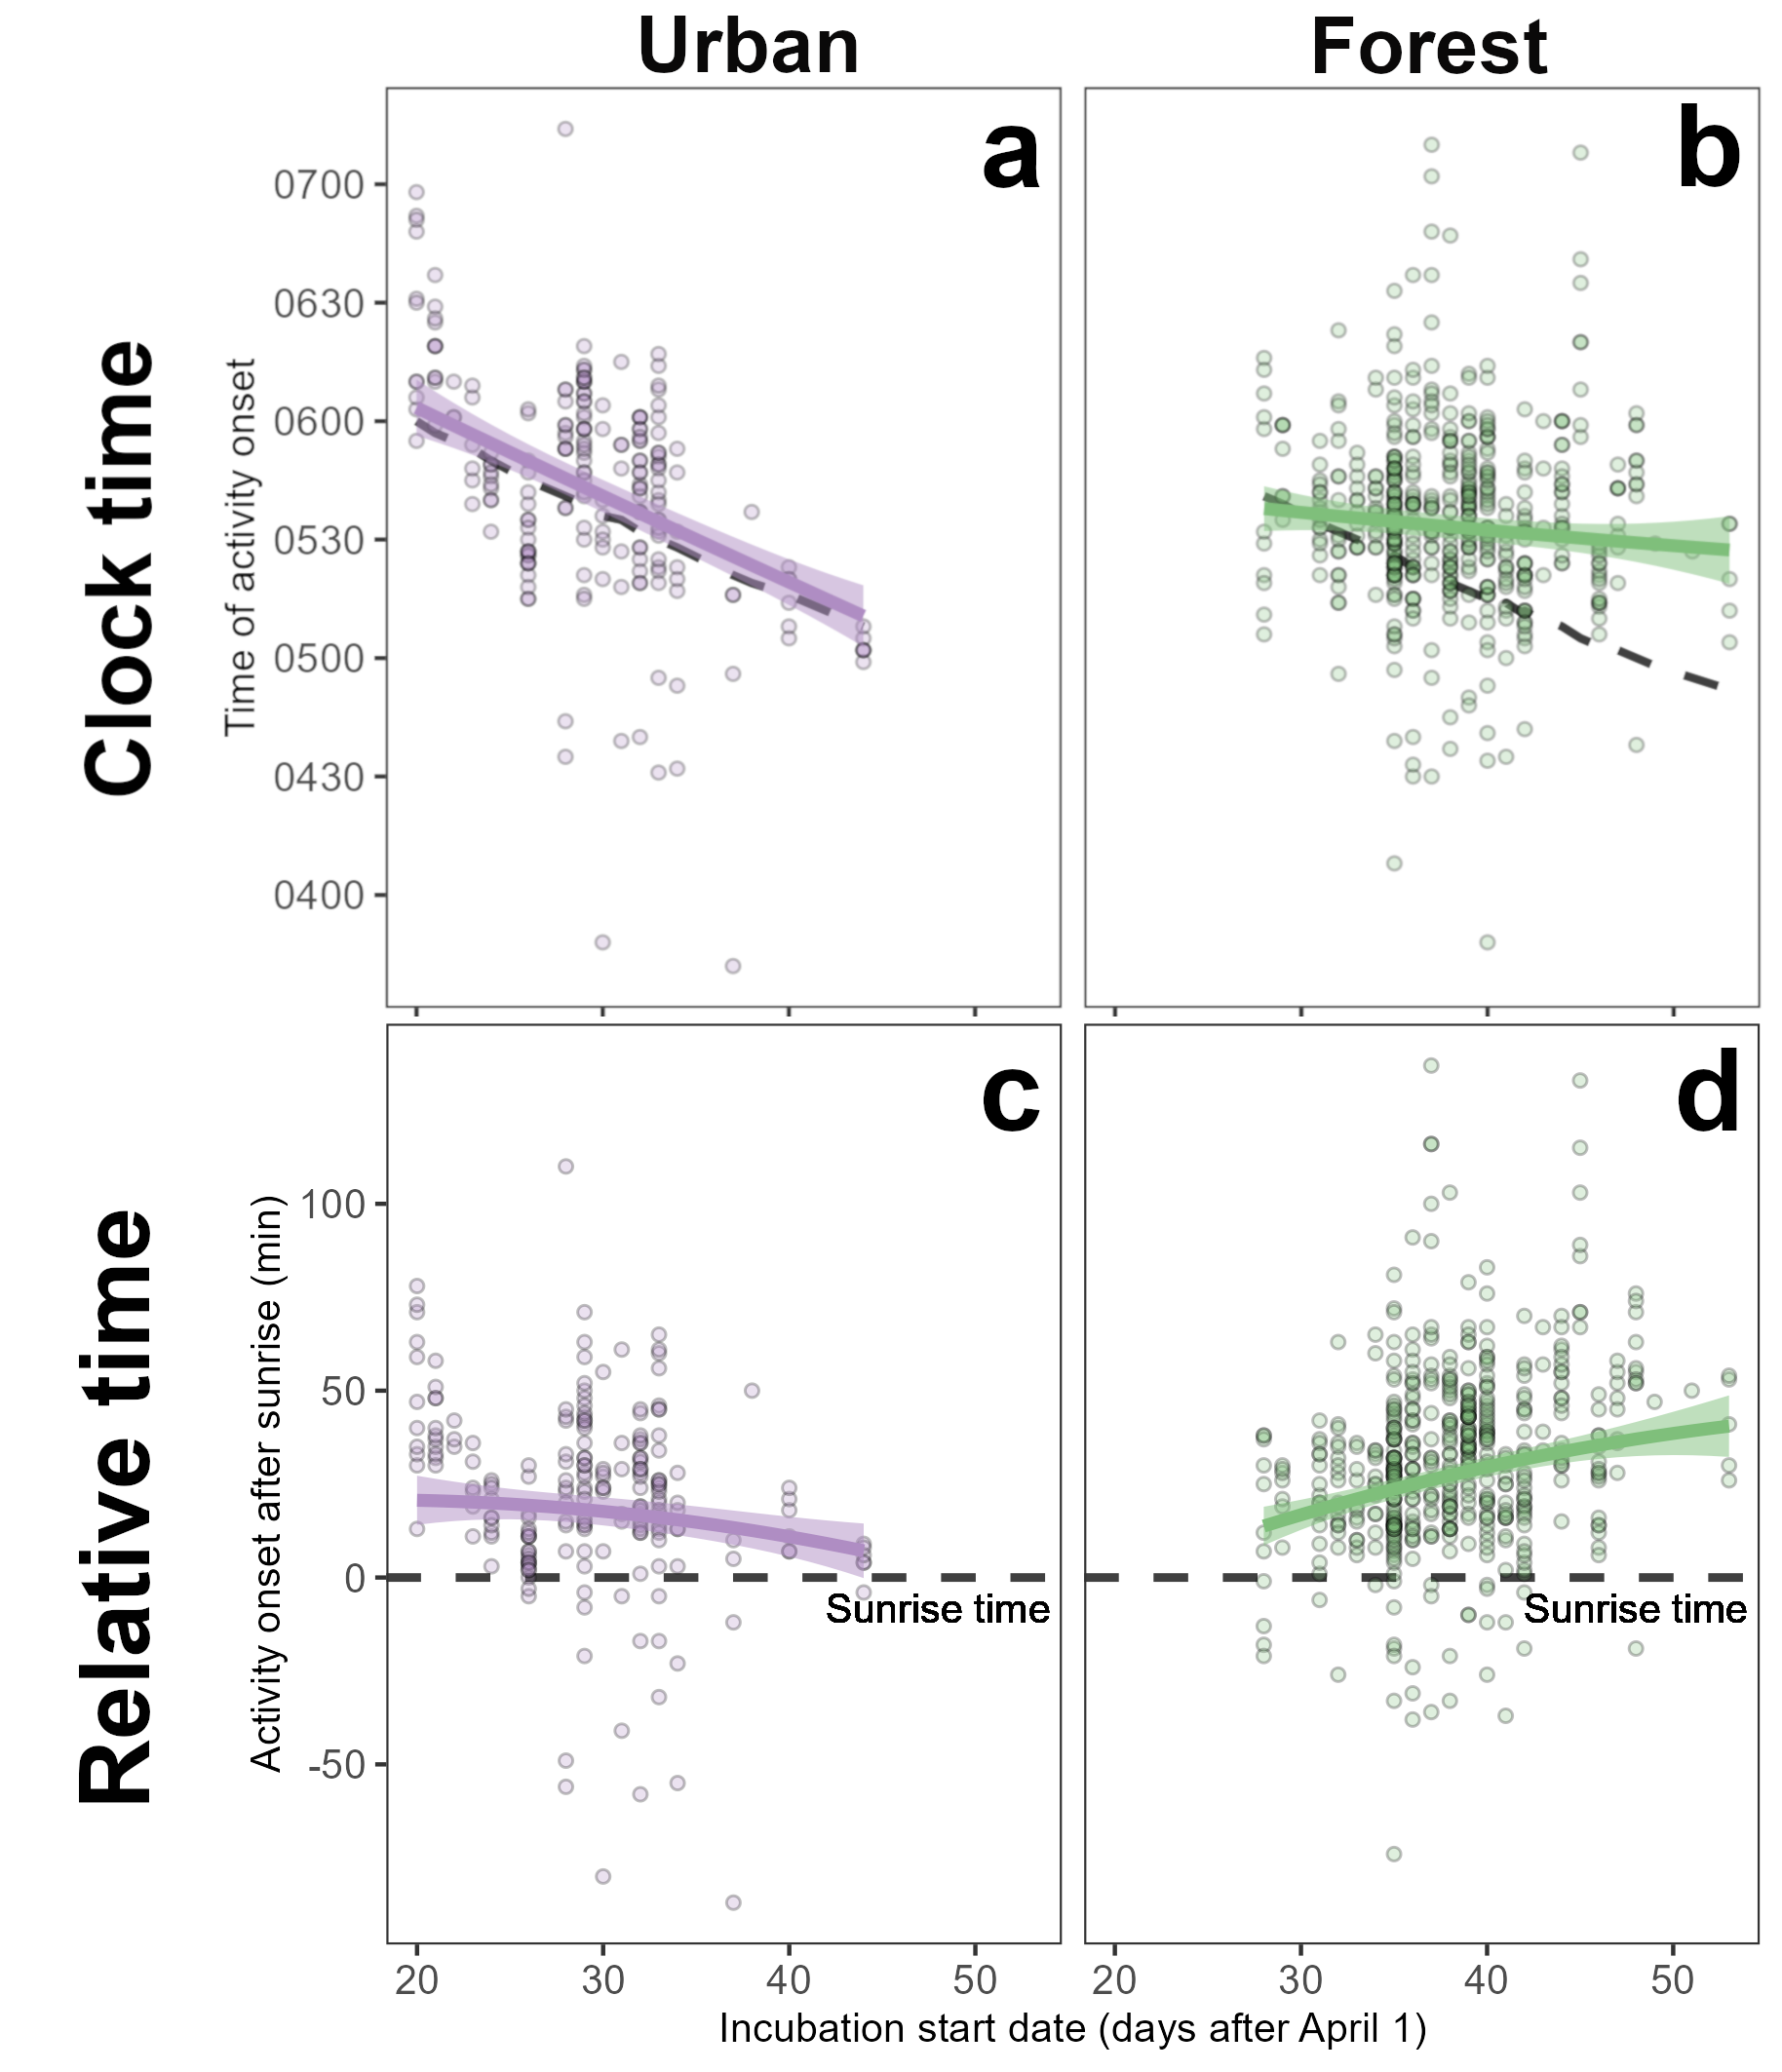 Urban
Forest
Clock time
Time of activity onset
a
b
0700
0630
0600
0530
0500
0430
0400
Relative time
Activity onset after sunrise (min)
c
d
100
50
0
-50
Sunrise time
Sunrise time
20 30 40 50
20 30 40 50
Incubation start date (days after April 1)